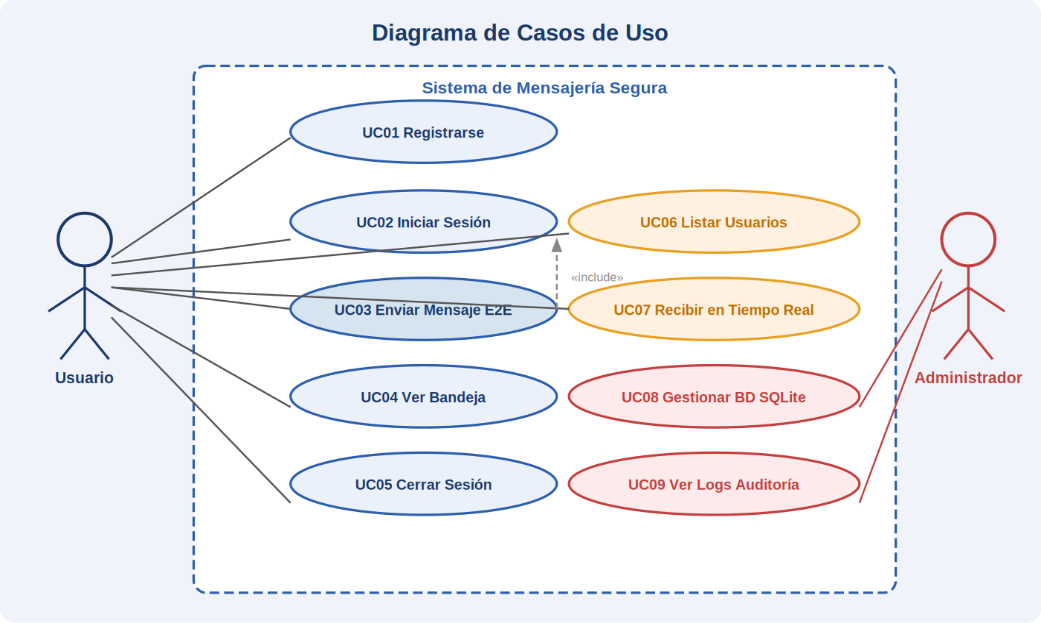 Diagrama de Casos de Uso
Sistema de Mensajería Segura
UC01 Registrarse
UC02 Iniciar Sesión
UC06 Listar Usuarios
«include»
UC03 Enviar Mensaje E2E
UC07 Recibir en Tiempo Real
Usuario
Administrador
UC04 Ver Bandeja
UC08 Gestionar BD SQLite
UC05 Cerrar Sesión
UC09 Ver Logs Auditoría